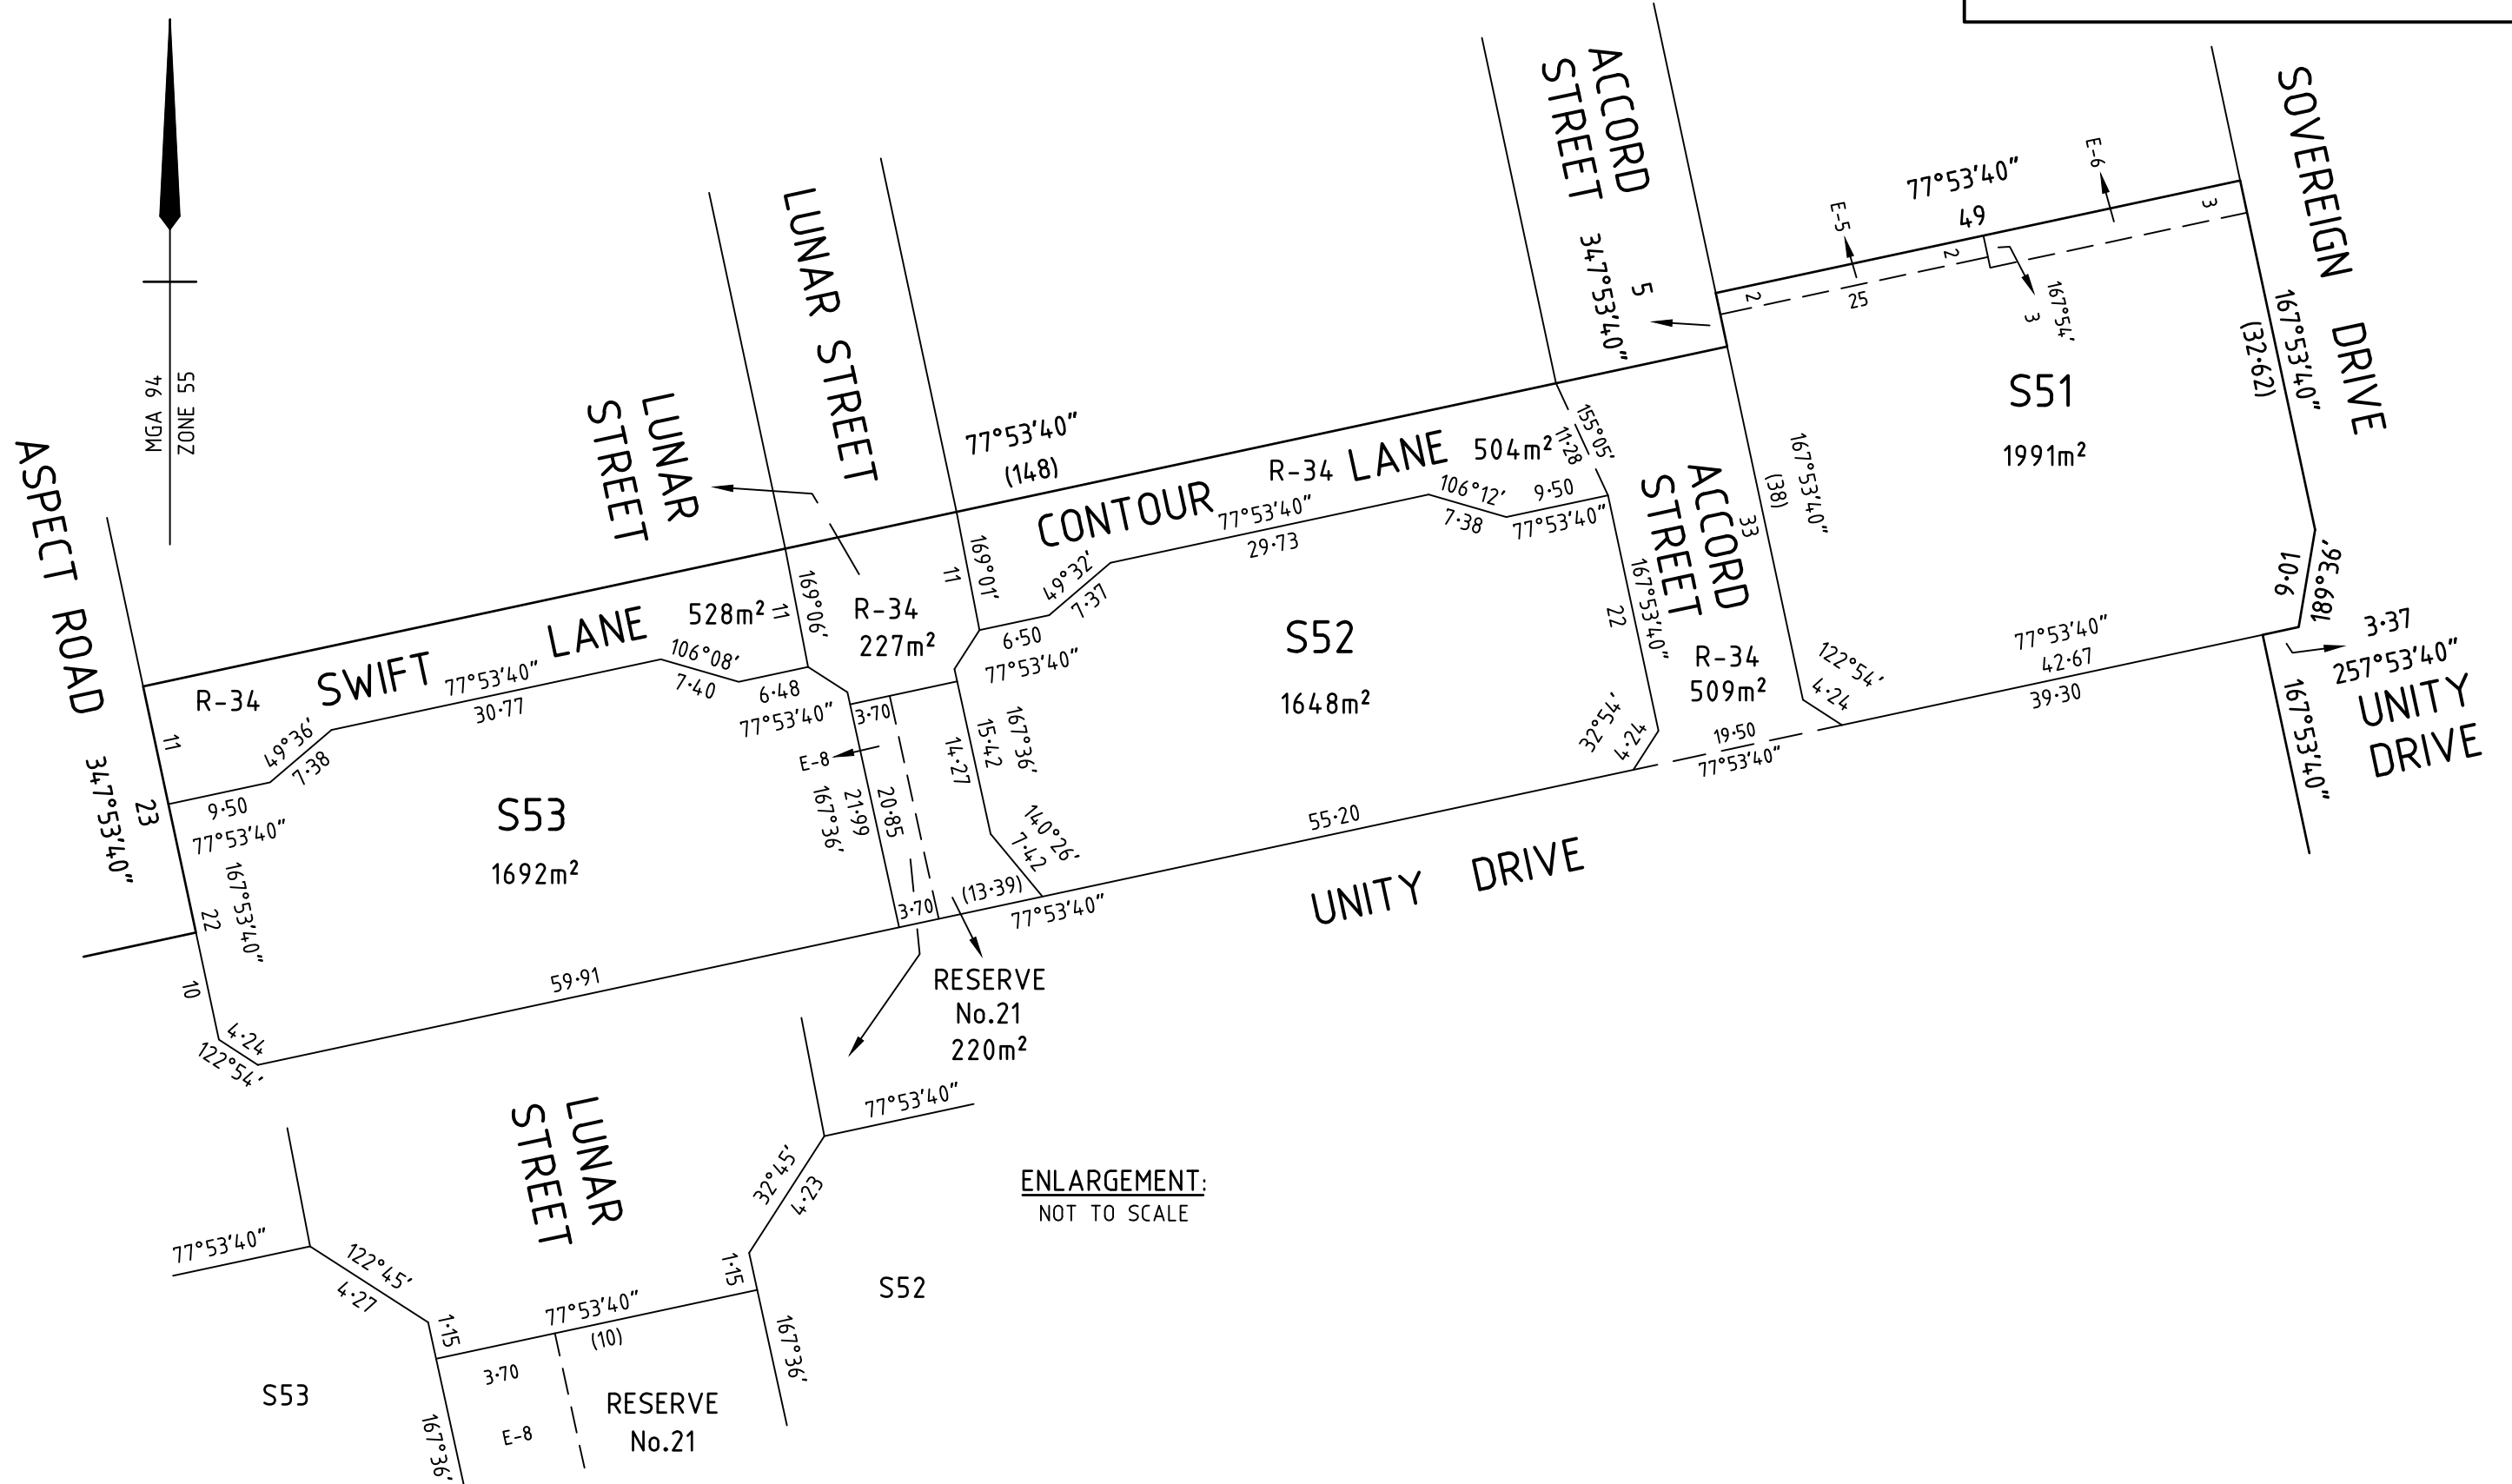 MGA 94
ZONE 55
ASPECT ROAD
347°53'40"
23
11
22
167°53'40"
10
4·24
122°54'
R-34
SWIFT LANE
528m²
9·50
77°53'40"
49°36'
7·38
77°53'40"
30·77
106°08'
7·40
6·48
77°53'40"
11
169°06'
S53
1692m²
59·91
LUNAR
STREET
LUNAR STREET
R-34
227m²
77°53'40"
(148)
11
169°01'
3·70
E-8
167°36'
21·99
20·85
14·27
15·42
167°36'
140°26'
7·42
3·70
(13·39)
77°53'40"
RESERVE
No.21
220m²
CONTOUR LANE
R-34
504m²
6·50
77°53'40"
49°32'
7·37
77°53'40"
29·73
106°12'
7·38
9·50
77°53'40"
155°05'
11·28
S52
1648m²
55·20
UNITY DRIVE
ACCORD
STREET
347°53'40"
5
ACCORD
STREET
22
167°53'40"
33
(38)
167°53'40"
R-34
509m²
32°54'
4·24
19·50
77°53'40"
122°54'
4·24
77°53'40"
49
E-5
E-6
2
25
2
3
167°54'
3
S51
1991m²
SOVEREIGN DRIVE
167°53'40"
(32·62)
9·01
189°36'
77°53'40"
42·67
39·30
3·37
257°53'40"
UNITY
DRIVE
167°53'40"
LUNAR
STREET
77°53'40"
122°45'
4·27
1·15
77°53'40"
(10)
3·70
E-8
167°36'
S53
RESERVE
No.21
77°53'40"
32°45'
4·23
1·15
167°36'
S52
ENLARGEMENT:
NOT TO SCALE